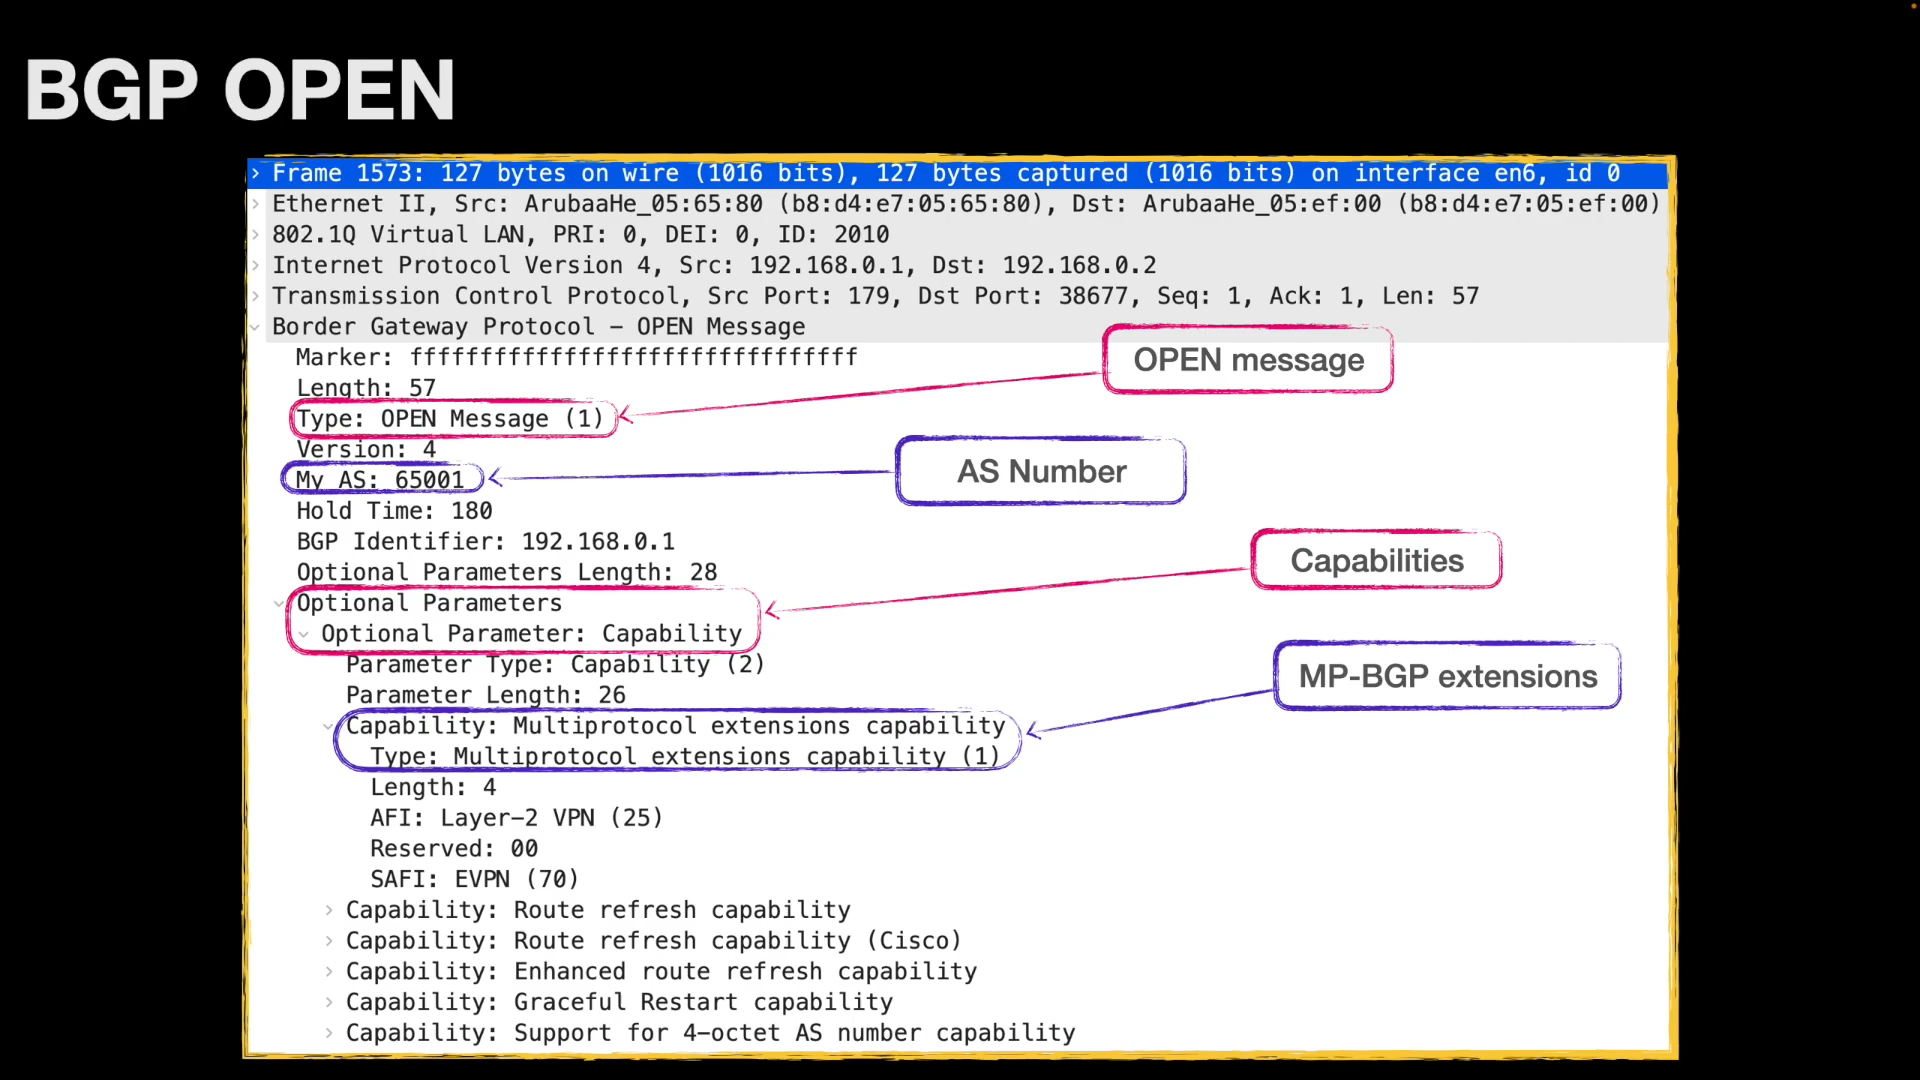 BGP OPEN
Frame 1573: 127 bytes on wire (1016 bits), 127 bytes captured (1016 bits) on interface en6, id 0
Ethernet II, Src: ArubaaHe_05:65:80 (b8:d4:e7:05:65:80), Dst: ArubaaHe_05:ef:00 (b8:d4:e7:05:ef:00)
802.1Q Virtual LAN, PRI: 0, DEI: 0, ID: 2010
Internet Protocol Version 4, Src: 192.168.0.1, Dst: 192.168.0.2
Transmission Control Protocol, Src Port: 179, Dst Port: 38677, Seq: 1, Ack: 1, Len: 57
Border Gateway Protocol – OPEN Message
Marker: ffffffffffffffffffffffffffffffff
OPEN message
Length: 57
Type: OPEN Message (1)
Version: 4
AS Number
My AS: 65001
Hold Time: 180
BGP Identifier: 192.168.0.1
Capabilities
Optional Parameters Length: 28
Optional Parameters
Optional Parameter: Capability
Parameter Type: Capability (2)
MP-BGP extensions
Parameter Length: 26
Capability: Multiprotocol extensions capability
Type: Multiprotocol extensions capability (1)
Length: 4
AFI: Layer–2 VPN (25)
Reserved: 00
SAFI: EVPN (70)
Capability: Route refresh capability
Capability: Route refresh capability (Cisco)
Capability: Enhanced route refresh capability
Capability: Graceful Restart capability
Capability: Support for 4–octet AS number capability